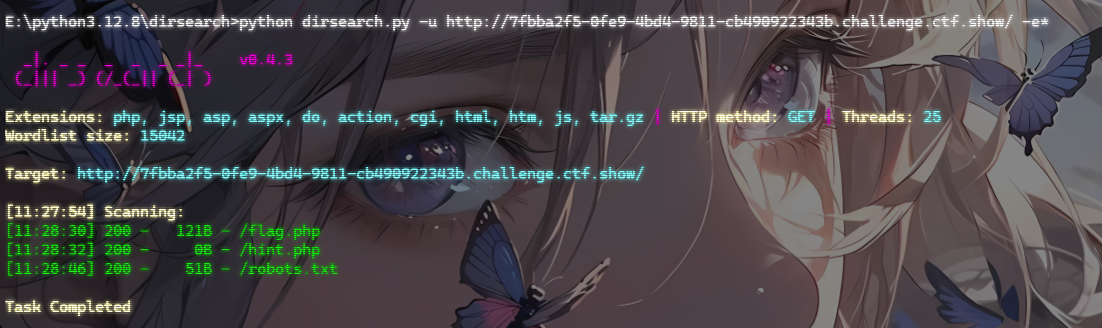 E:\python3.12.8\dirsearch>python dirsearch.py -u http://7fbba2f5-0fe9-4bd4-9811-cb490922343b.challenge.ctf.show/ -e*
dirsearch v0.4.3
Extensions: php, jsp, asp, aspx, do, action, cgi, html, htm, js, tar.gz | HTTP method: GET | Threads: 25
Wordlist size: 15042
Target: http://7fbba2f5-0fe9-4bd4-9811-cb490922343b.challenge.ctf.show/
[11:27:54] Scanning:
[11:28:30] 200 -   121B - /flag.php
[11:28:32] 200 -     0B - /hint.php
[11:28:46] 200 -    51B - /robots.txt
Task Completed